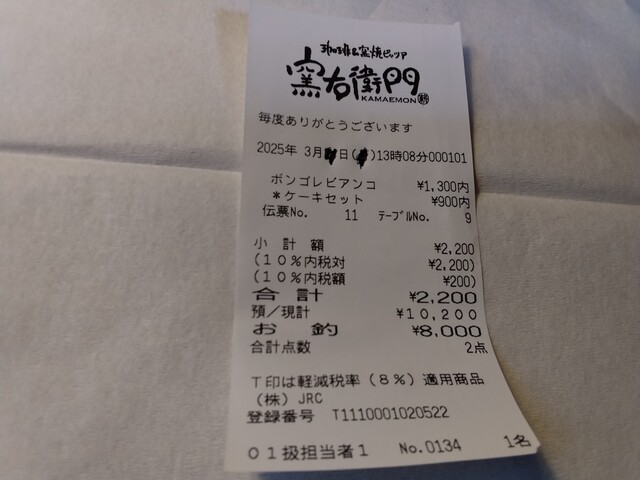 珈琲&窯焼ピッツァ
窯右衛門
KAMAEMON
毎度ありがとうございます
2025年 3月 日( )13時08分000101
ボンゴレビアンコ ¥1,300内
*ケーキセット ¥900内
伝票No. 11 テーブルNo. 9
小計額 ¥2,200
(10%内税対 ¥2,200)
(10%内税額 ¥200)
合計 ¥2,200
預/現計 ¥10,200
お釣 ¥8,000
合計点数 2点
T印は軽減税率(8%)適用商品
(株)JRC
登録番号 T1110001020522
01扱担当者1 No.0134 1名